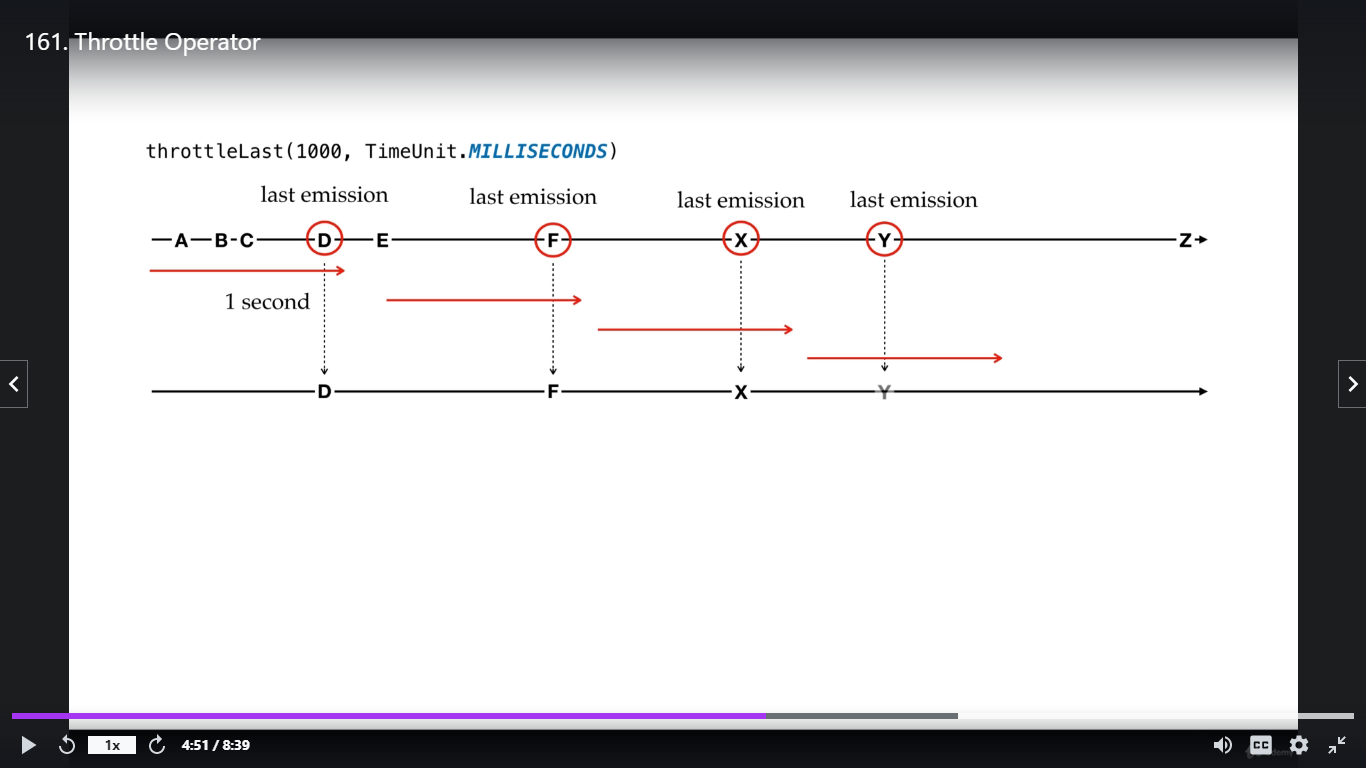 161. Throttle Operator
throttleLast(1000, TimeUnit.MILLISECONDS)
last emission last emission last emission last emission
A B-C D E F X Y Z
1 second
D F X Y
1x 4:51 / 8:39 CC